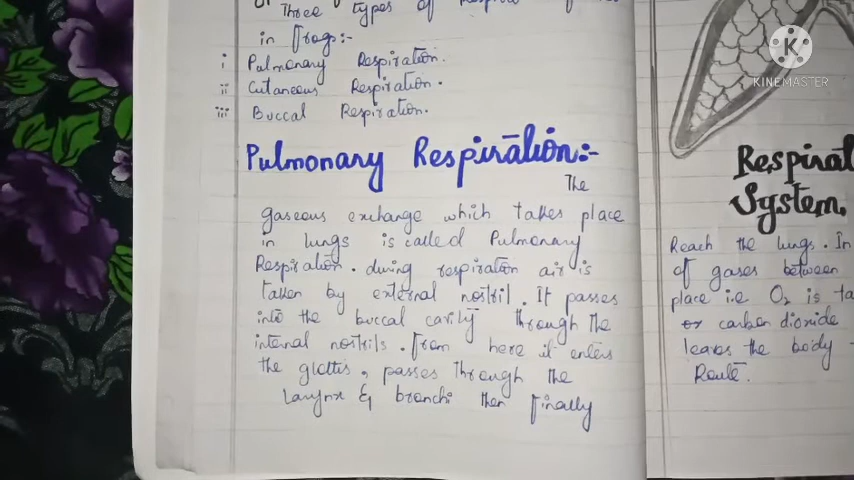 Three types of
in frogs:-
i Pulmonary Respiration.
ii Cutaneous Respiration.
iii Buccal Respiration.
Pulmonary Respiration:-
The
gaseous exchange which takes place
in lungs is called Pulmonary
Respiration. during respiration air is
taken by external nostril. It passes
into the buccal cavity through the
internal nostrils. From here it enters
the glottis, passes through the
Larynx & bronchi then finally
K
KINEMASTER
Respirat
System.
Reach the lungs. In
of gases between
place i.e O2 is ta
or carbon dioxide
leaves the body
Route.